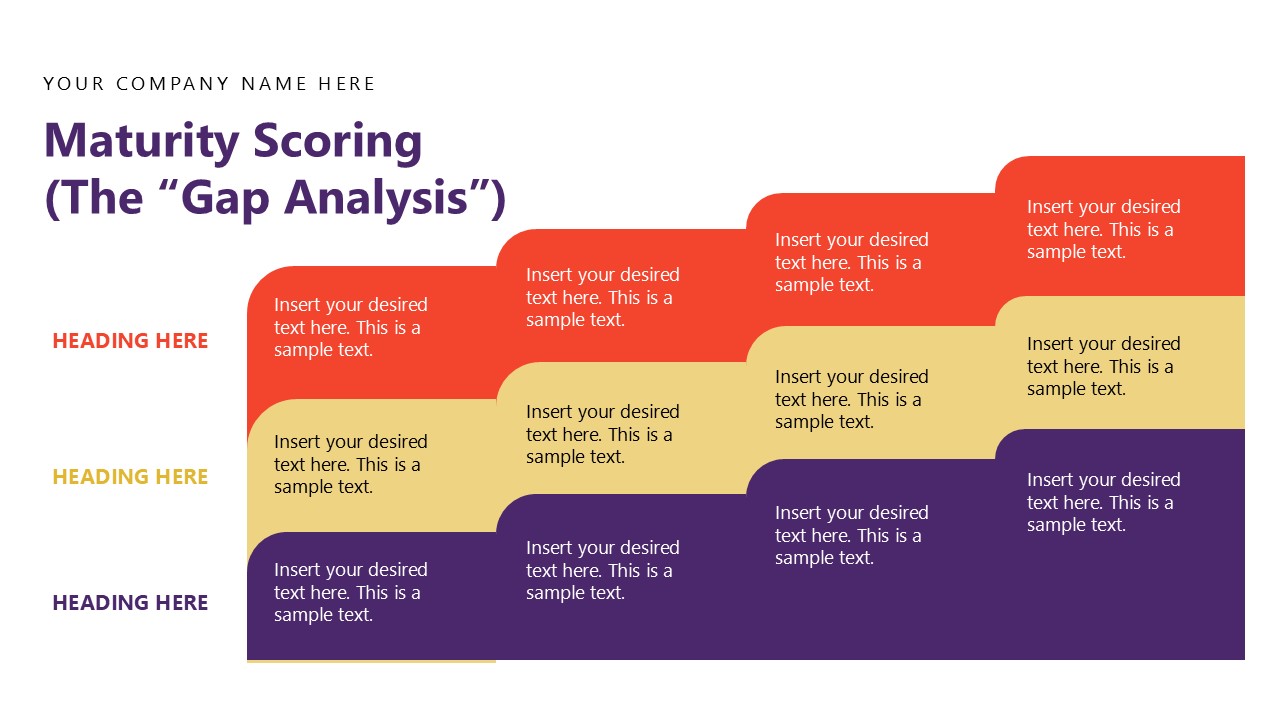 YOUR COMPANY NAME HERE
Maturity Scoring
(The “Gap Analysis”)
HEADING HERE
Insert your desired
text here. This is a
sample text.
Insert your desired
text here. This is a
sample text.
Insert your desired
text here. This is a
sample text.
Insert your desired
text here. This is a
sample text.
HEADING HERE
Insert your desired
text here. This is a
sample text.
Insert your desired
text here. This is a
sample text.
Insert your desired
text here. This is a
sample text.
Insert your desired
text here. This is a
sample text.
HEADING HERE
Insert your desired
text here. This is a
sample text.
Insert your desired
text here. This is a
sample text.
Insert your desired
text here. This is a
sample text.
Insert your desired
text here. This is a
sample text.